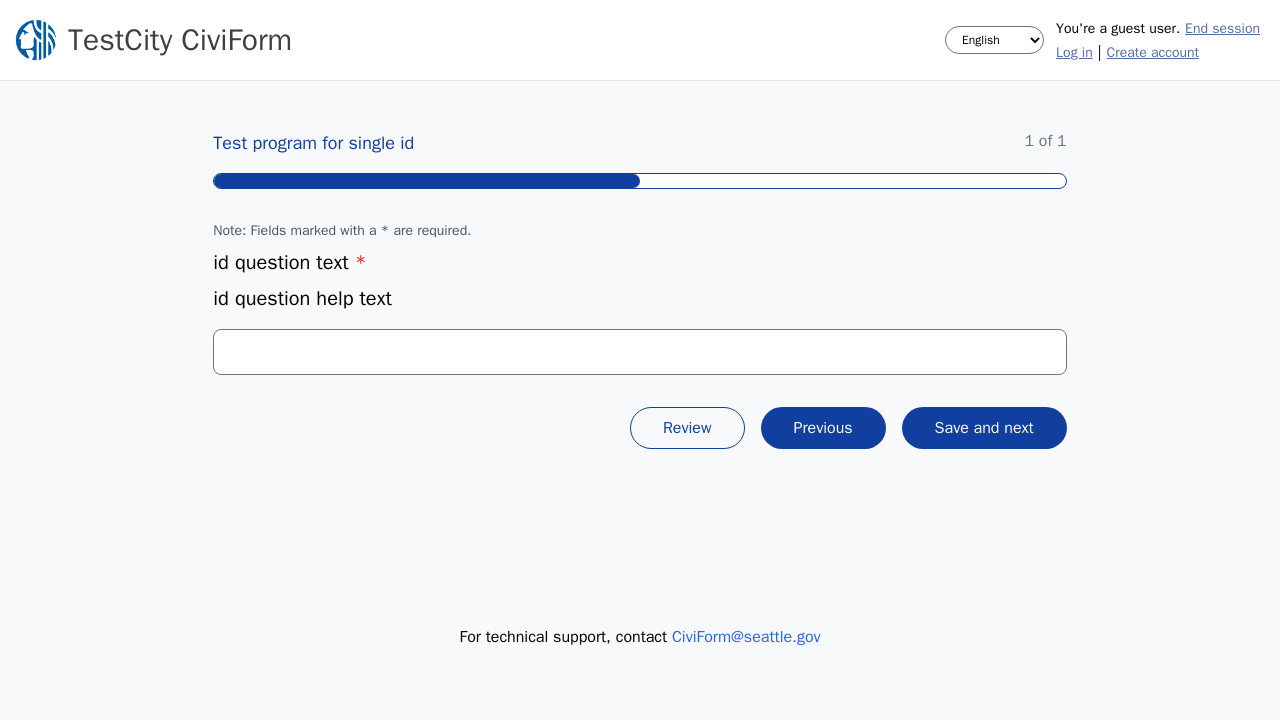 TestCity CiviForm
English
You're a guest user. End session
Log in | Create account
Test program for single id
1 of 1
Note: Fields marked with a * are required.
id question text *
id question help text
Review
Previous
Save and next
For technical support, contact CiviForm@seattle.gov